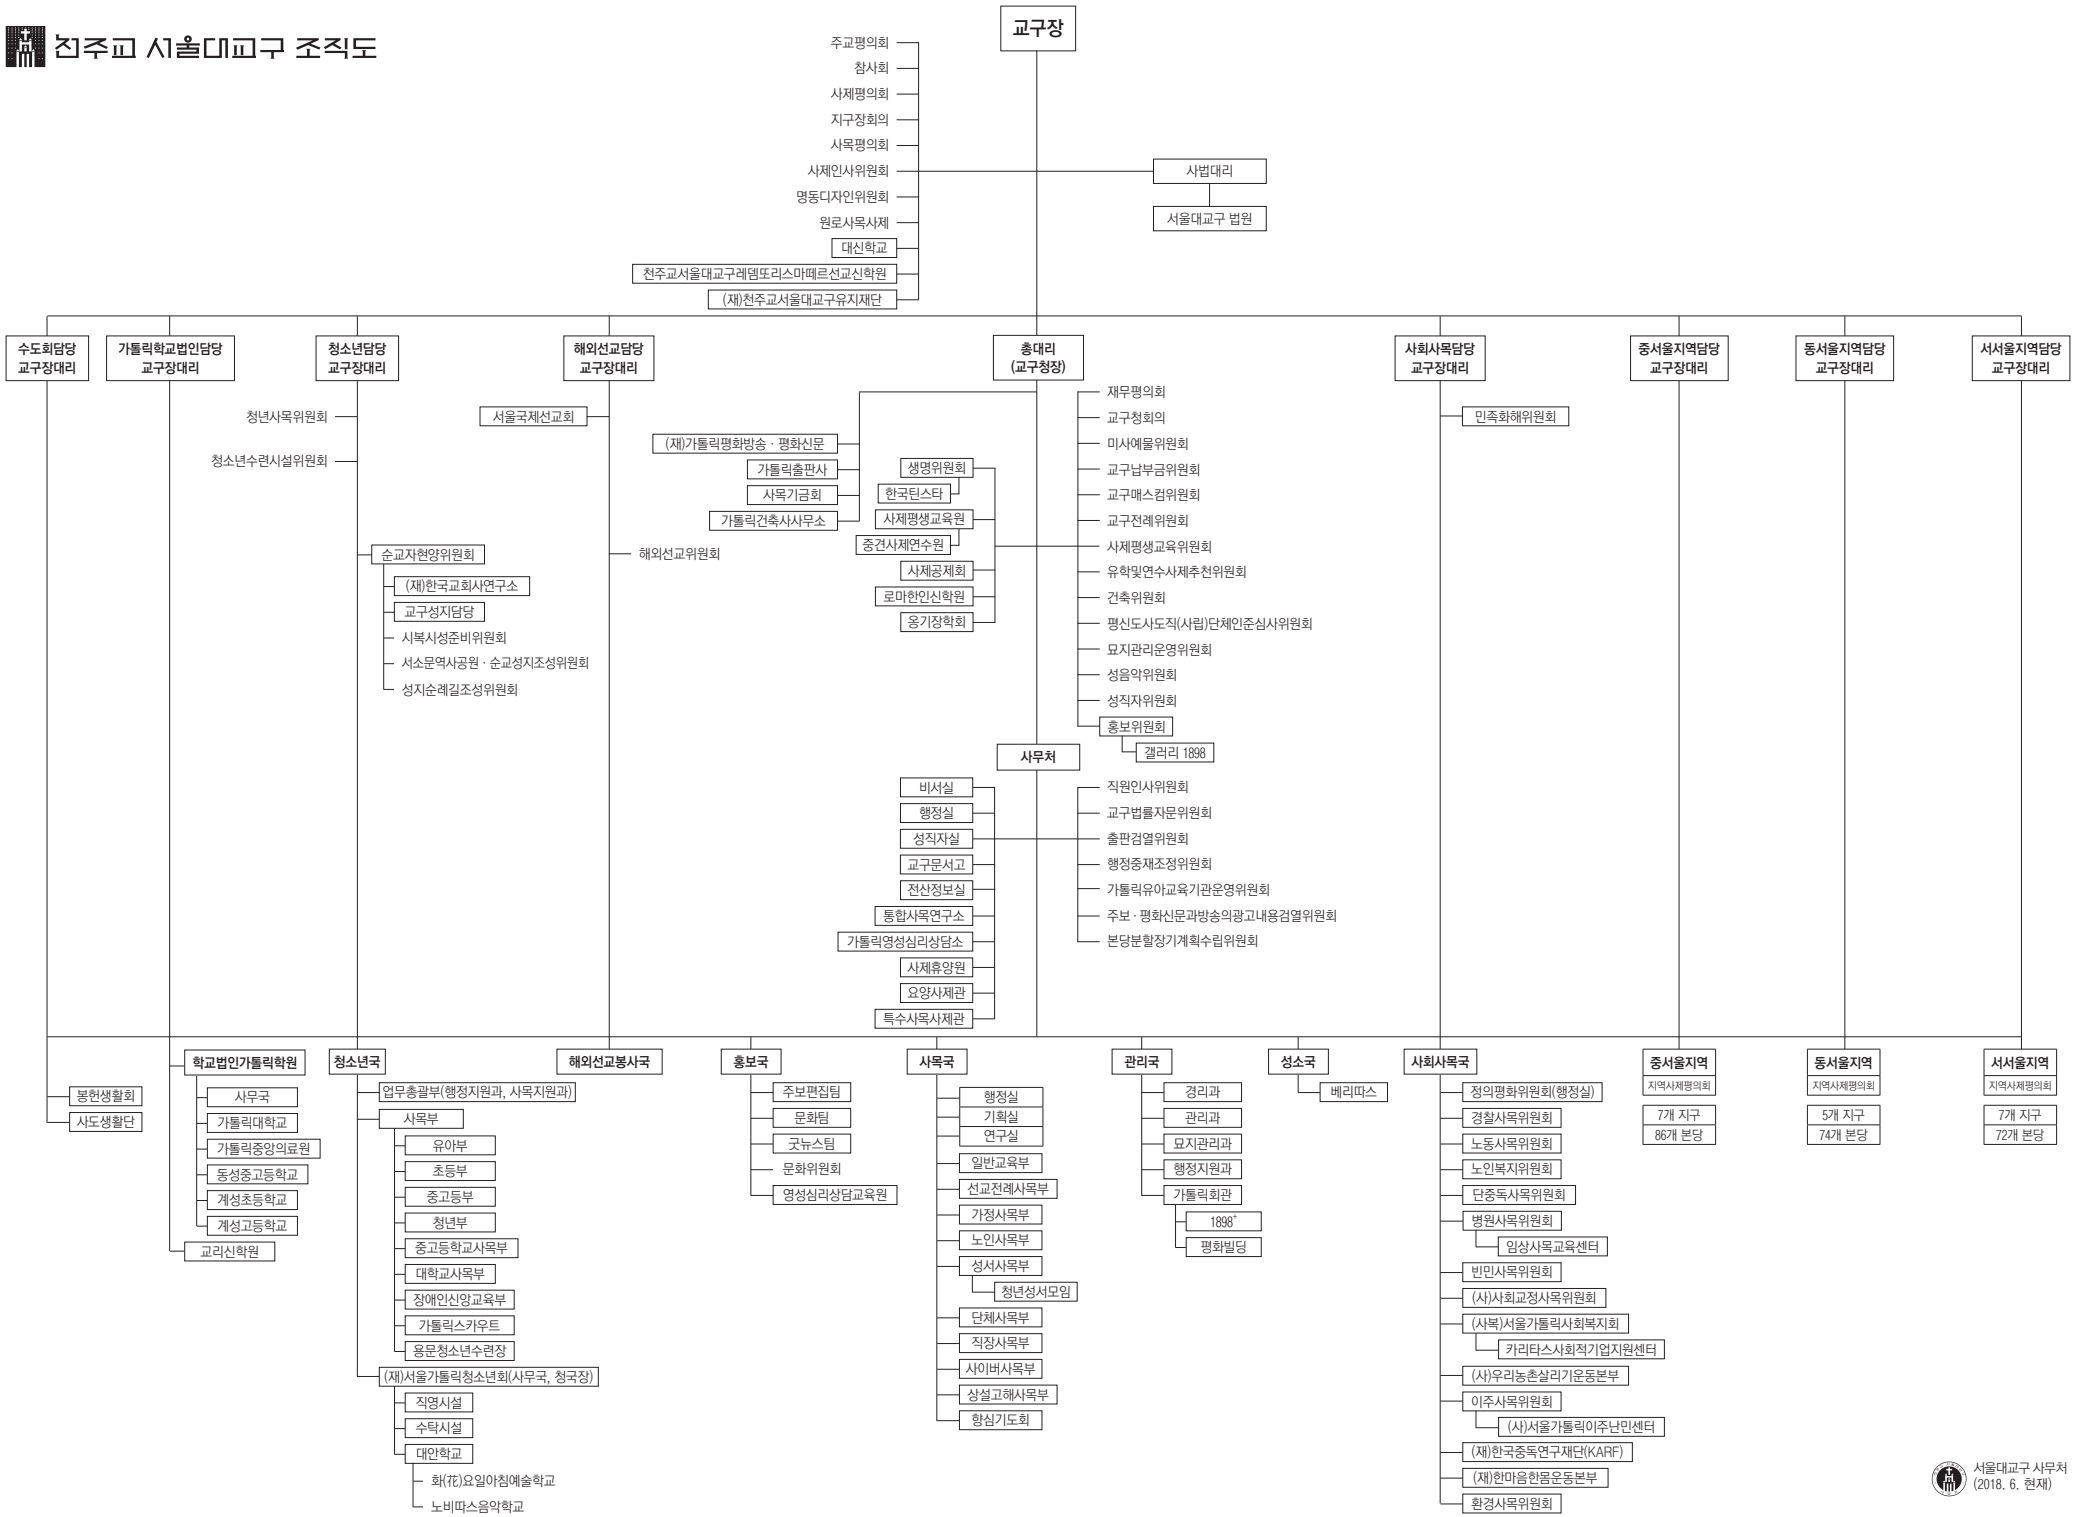 천주교 서울대교구 조직도
교구장
주교평의회
참사회
사제평의회
지구장회의
사목평의회
사제인사위원회
명동디자인위원회
원로사목사제
대신학교
천주교서울대교구레뎀또리스마떼르선교신학원
(재)천주교서울대교구유지재단
사법대리
서울대교구 법원
수도회담당
교구장대리
가톨릭학교법인담당
교구장대리
청소년담당
교구장대리
해외선교담당
교구장대리
총대리
(교구청장)
사회사목담당
교구장대리
중서울지역담당
교구장대리
동서울지역담당
교구장대리
서서울지역담당
교구장대리
청년사목위원회
청소년수련시설위원회
순교자현양위원회
(재)한국교회사연구소
교구성지담당
시복시성준비위원회
서소문역사공원 · 순교성지조성위원회
성지순례길조성위원회
서울국제선교회
해외선교위원회
(재)가톨릭평화방송 · 평화신문
가톨릭출판사
사목기금회
가톨릭건축사사무소
생명위원회
한국틴스타
사제평생교육원
중견사제연수원
사제공제회
로마한인신학원
옹기장학회
재무평의회
교구청회의
미사예물위원회
교구납부금위원회
교구매스컴위원회
교구전례위원회
사제평생교육위원회
유학및연수사제추천위원회
건축위원회
평신도사도직(사립)단체인준심사위원회
묘지관리운영위원회
성음악위원회
성직자위원회
홍보위원회
갤러리 1898
민족화해위원회
사무처
비서실
행정실
성직자실
교구문서고
전산정보실
통합사목연구소
가톨릭영성심리상담소
사제휴양원
요양사제관
특수사목사제관
직원인사위원회
교구법률자문위원회
출판검열위원회
행정중재조정위원회
가톨릭유아교육기관운영위원회
주보 · 평화신문과방송의광고내용검열위원회
본당분할장기계획수립위원회
봉헌생활회
사도생활단
학교법인가톨릭학원
사무국
가톨릭대학교
가톨릭중앙의료원
동성중고등학교
계성초등학교
계성고등학교
교리신학원
청소년국
업무총괄부(행정지원과, 사목지원과)
사목부
유아부
초등부
중고등부
청년부
중고등학교사목부
대학교사목부
장애인신앙교육부
가톨릭스카우트
용문청소년수련장
(재)서울가톨릭청소년회(사무국, 청국장)
직영시설
수탁시설
대안학교
화(花)요일아침예술학교
노비따스음악학교
해외선교봉사국
홍보국
주보편집팀
문화팀
굿뉴스팀
문화위원회
영성심리상담교육원
사목국
행정실
기획실
연구실
일반교육부
선교전례사목부
가정사목부
노인사목부
성서사목부
청년성서모임
단체사목부
직장사목부
사이버사목부
상설고해사목부
향심기도회
관리국
경리과
관리과
묘지관리과
행정지원과
가톨릭회관
1898+
평화빌딩
성소국
베리따스
사회사목국
정의평화위원회(행정실)
경찰사목위원회
노동사목위원회
노인복지위원회
단중독사목위원회
병원사목위원회
임상사목교육센터
빈민사목위원회
(사)사회교정사목위원회
(사복)서울가톨릭사회복지회
카리타스사회적기업지원센터
(사)우리농촌살리기운동본부
이주사목위원회
(사)서울가톨릭이주난민센터
(재)한국중독연구재단(KARF)
(재)한마음한몸운동본부
환경사목위원회
중서울지역
지역사제평의회
7개 지구
86개 본당
동서울지역
지역사제평의회
5개 지구
74개 본당
서서울지역
지역사제평의회
7개 지구
72개 본당
서울대교구 사무처
(2018. 6. 현재)